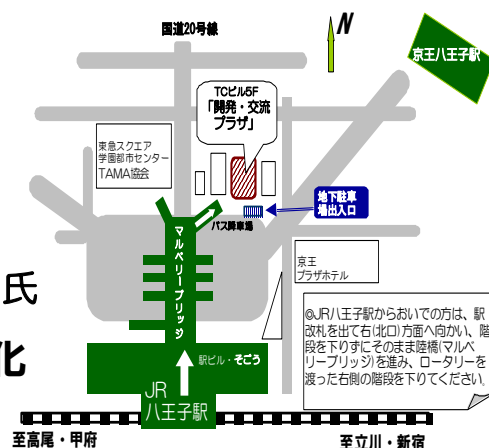 国道20号線
N
京王八王子駅
TCビル5F
「開発・交流
プラザ」
東急スクエア
学園都市センター
TAMA協会
地下駐車
場出入口
バス降車場
マルベリーブリッジ
京王
プラザホテル
氏
化
◎JR八王子駅からおいでの方は、駅
改札を出て右(北口)方面へ向かい、階
段を下りずにそのまま陸橋(マルベ
リーブリッジ)を進み、ロータリーを
渡った右側の階段を下りてください。
駅ビル・そごう
JR
八王子駅
至高尾・甲府
至立川・新宿